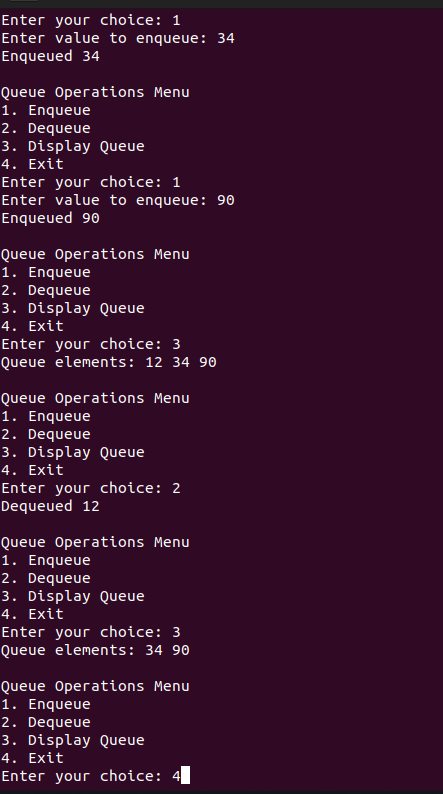 Enter your choice: 1
Enter value to enqueue: 34
Enqueued 34

Queue Operations Menu
1. Enqueue
2. Dequeue
3. Display Queue
4. Exit
Enter your choice: 1
Enter value to enqueue: 90
Enqueued 90

Queue Operations Menu
1. Enqueue
2. Dequeue
3. Display Queue
4. Exit
Enter your choice: 3
Queue elements: 12 34 90

Queue Operations Menu
1. Enqueue
2. Dequeue
3. Display Queue
4. Exit
Enter your choice: 2
Dequeued 12

Queue Operations Menu
1. Enqueue
2. Dequeue
3. Display Queue
4. Exit
Enter your choice: 3
Queue elements: 34 90

Queue Operations Menu
1. Enqueue
2. Dequeue
3. Display Queue
4. Exit
Enter your choice: 4